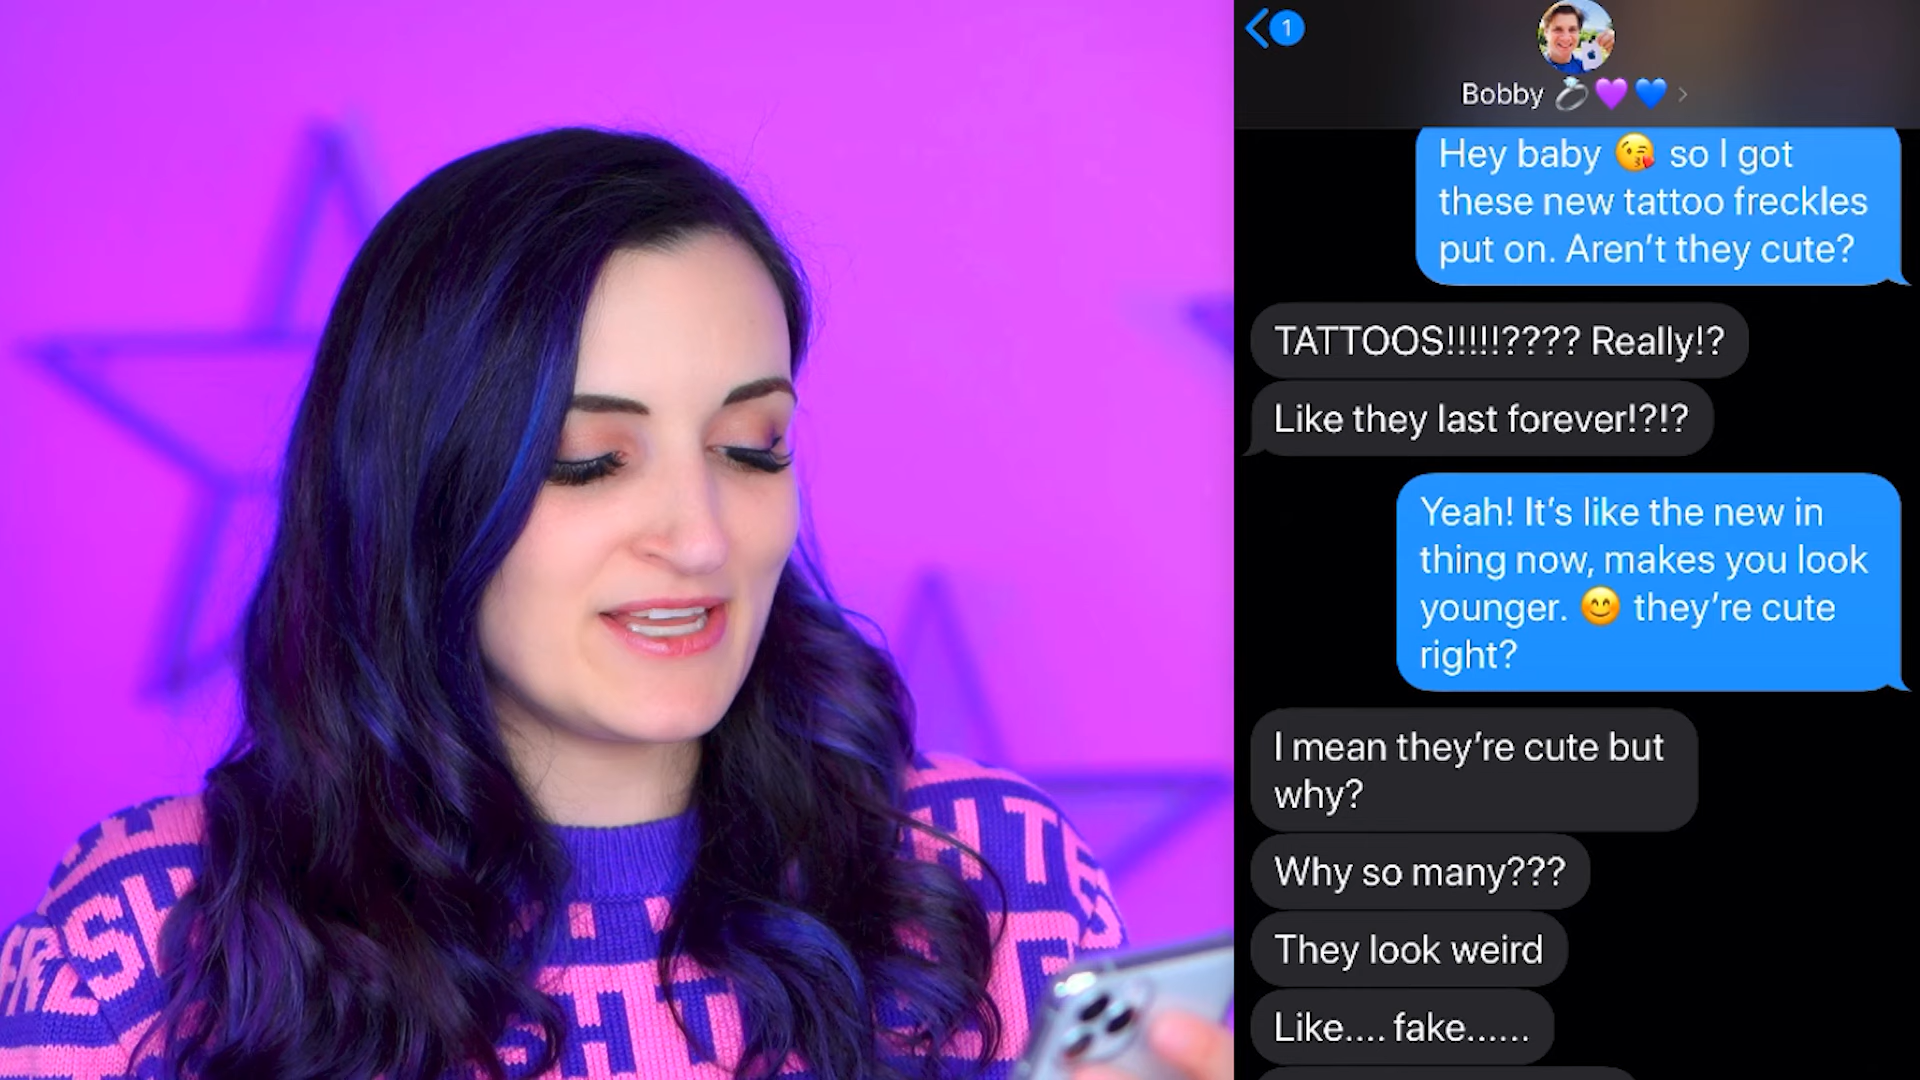 1
Bobby 💍💜💙 >
Hey baby 😘 so I got
these new tattoo freckles
put on. Aren’t they cute?
TATTOOS!!!!!???? Really!?
Like they last forever!?!?
Yeah! It’s like the new in
thing now, makes you look
younger. 😊 they’re cute
right?
I mean they’re cute but
why?
Why so many???
They look weird
Like.... fake......